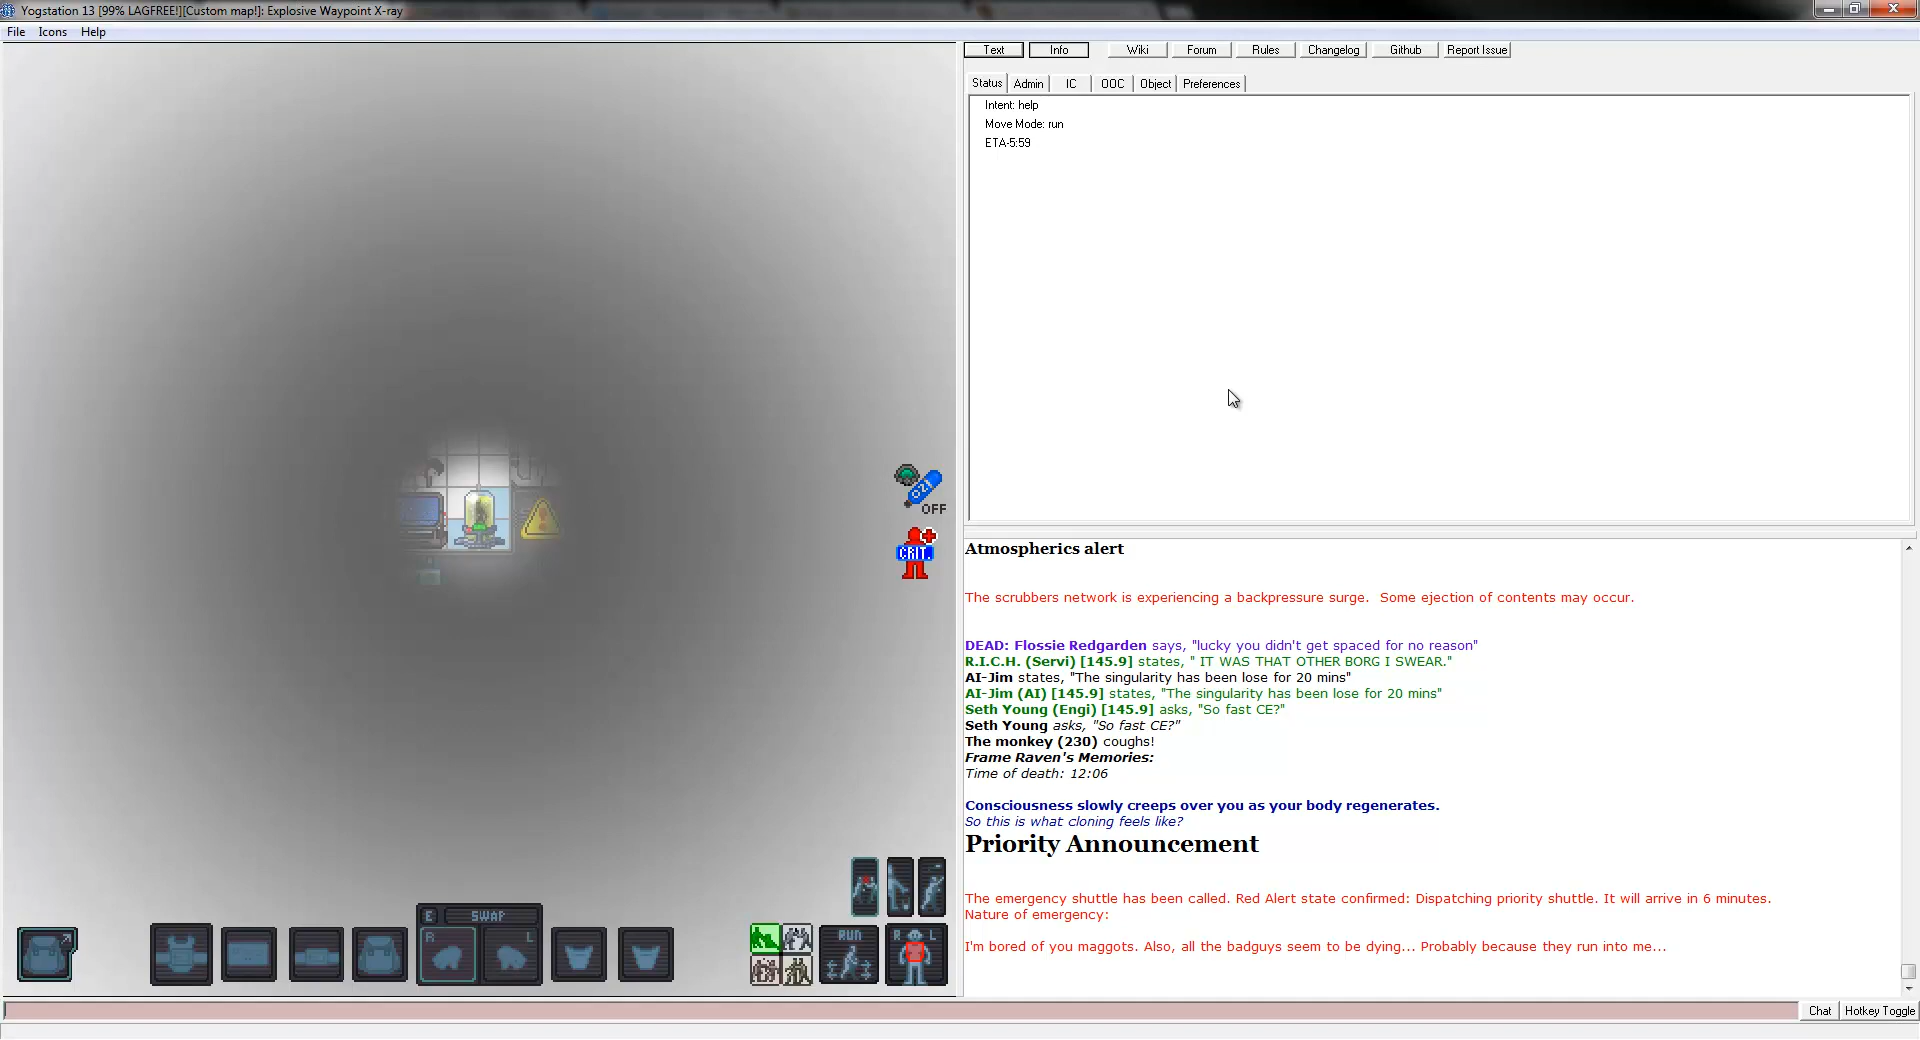 Yogstation 13 [99% LAGFREE!][Custom map!]: Explosive Waypoint X-ray
File Icons Help
Text Info Wiki Forum Rules Changelog Github Report Issue
Status Admin IC OOC Object Preferences
Intent: help
Move Mode: run
ETA-5:59
O2
OFF
CRIT.
Atmospherics alert
The scrubbers network is experiencing a backpressure surge.  Some ejection of contents may occur.
DEAD: Flossie Redgarden says, "lucky you didn't get spaced for no reason"
R.I.C.H. (Servi) [145.9] states, " IT WAS THAT OTHER BORG I SWEAR."
AI-Jim states, "The singularity has been lose for 20 mins"
AI-Jim (AI) [145.9] states, "The singularity has been lose for 20 mins"
Seth Young (Engi) [145.9] asks, "So fast CE?"
Seth Young asks, "So fast CE?"
The monkey (230) coughs!
Frame Raven's Memories:
Time of death: 12:06
Consciousness slowly creeps over you as your body regenerates.
So this is what cloning feels like?
Priority Announcement
The emergency shuttle has been called. Red Alert state confirmed: Dispatching priority shuttle. It will arrive in 6 minutes.
Nature of emergency:
I'm bored of you maggots. Also, all the badguys seem to be dying... Probably because they run into me...
E SWAP
R L
RUN
R L
Chat Hotkey Toggle